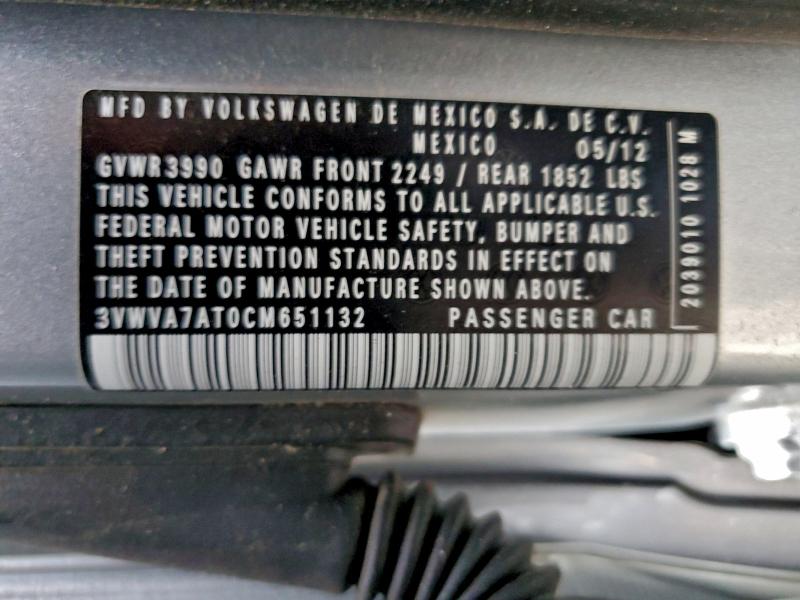 MFD BY VOLKSWAGEN DE MEXICO S.A. DE C.V.
MEXICO 05/12
GVWR3990 GAWR FRONT 2249 / REAR 1852 LBS
THIS VEHICLE CONFORMS TO ALL APPLICABLE U.S.
FEDERAL MOTOR VEHICLE SAFETY, BUMPER AND
THEFT PREVENTION STANDARDS IN EFFECT ON
THE DATE OF MANUFACTURE SHOWN ABOVE.
3VWVA7AT0CM651132 PASSENGER CAR
2039010 1028 M